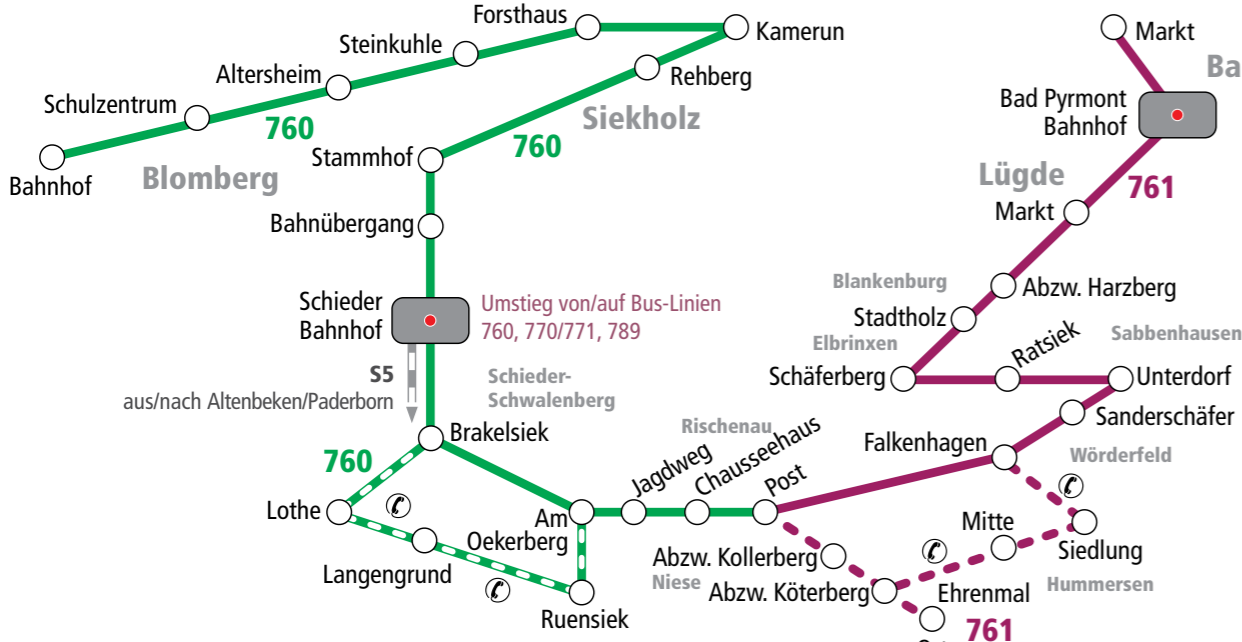 Forsthaus
Kamerun
Steinkuhle
Rehberg
Altersheim
Siekholz
Schulzentrum
760
760
Stammhof
Bahnhof
Blomberg
Bahnübergang
Schieder
Bahnhof
Umstieg von/auf Bus-Linien
760, 770/771, 789
S5
aus/nach Altenbeken/Paderborn
Schieder-
Schwalenberg
Brakelsiek
760
Lothe
Langengrund
Ruensiek
Am
Oekerberg
Rischenau
Jagdweg
Chausseehaus
Post
Markt
Ba
Bad Pyrmont
Bahnhof
Lügde
761
Markt
Blankenburg
Abzw. Harzberg
Stadtholz
Elbrinxen
Ratsiek
Sabbenhausen
Schäferberg
Unterdorf
Sanderschäfer
Falkenhagen
Wörderfeld
Mitte
Siedlung
Abzw. Kollerberg
Niese
Abzw. Köterberg
Ehrenmal
Hummersen
761